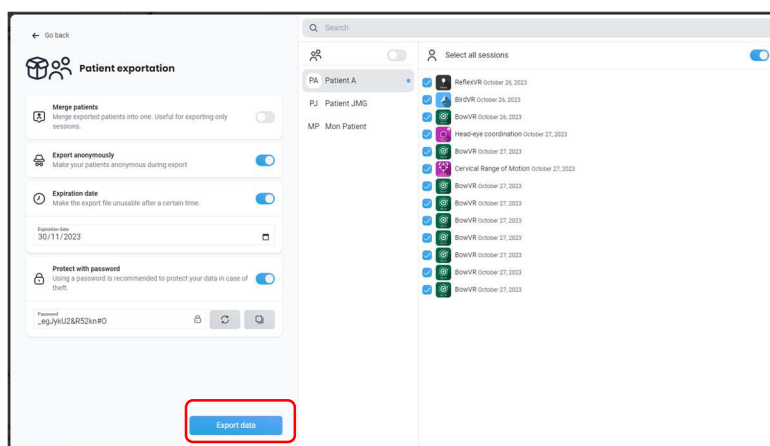 Go back
Patient exportation
Merge patients
Merge exported patients into one. Useful for exporting only
sessions.
Export anonymously
Make your patients anonymous during export
Expiration date
Make the export file unusable after a certain time.
Expiration date
30/11/2023
Protect with password
Using a password is recommended to protect your data in case of
theft.
Password
_egJykU2&R52kn#O
Export data
Search
PA Patient A
PJ Patient JMG
MP Mon Patient
Select all sessions
ReflexVR October 26, 2023
BirdVR October 26, 2023
BowVR October 26, 2023
Head-eye coordination October 27, 2023
BowVR October 27, 2023
Cervical Range of Motion October 27, 2023
BowVR October 27, 2023
BowVR October 27, 2023
BowVR October 27, 2023
BowVR October 27, 2023
BowVR October 27, 2023
BowVR October 27, 2023
BowVR October 27, 2023